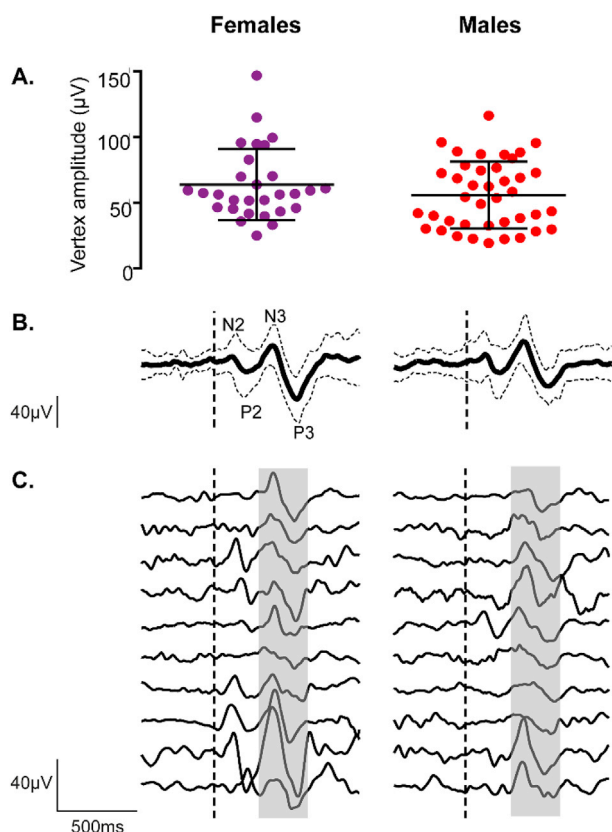 Females
Males
A.
Vertex amplitude (µV)
150
100
50
0
B.
N2
N3
P2
P3
40µV
C.
40µV
500ms